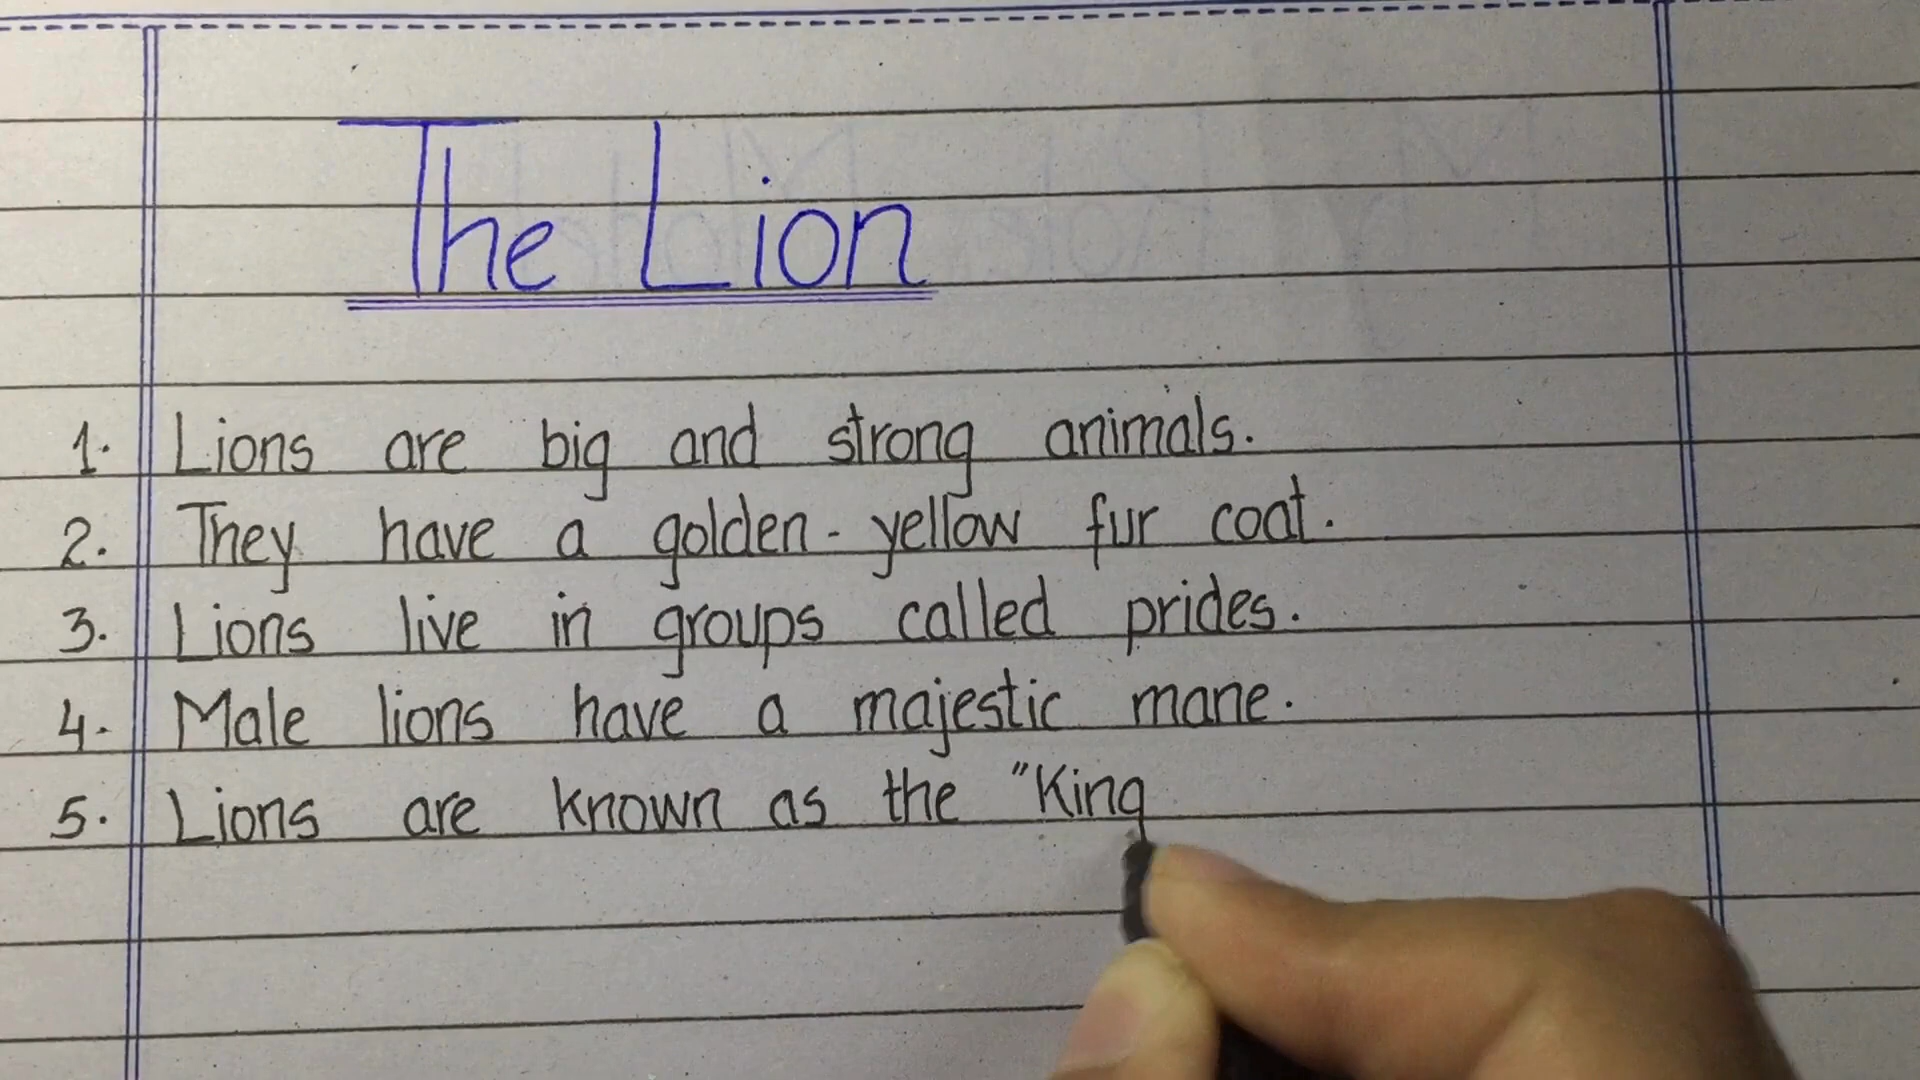 The Lion
1. Lions are big and strong animals.
2. They have a golden - yellow fur coat.
3. Lions live in groups called prides.
4. Male lions have a majestic mane.
5. Lions are known as the "King